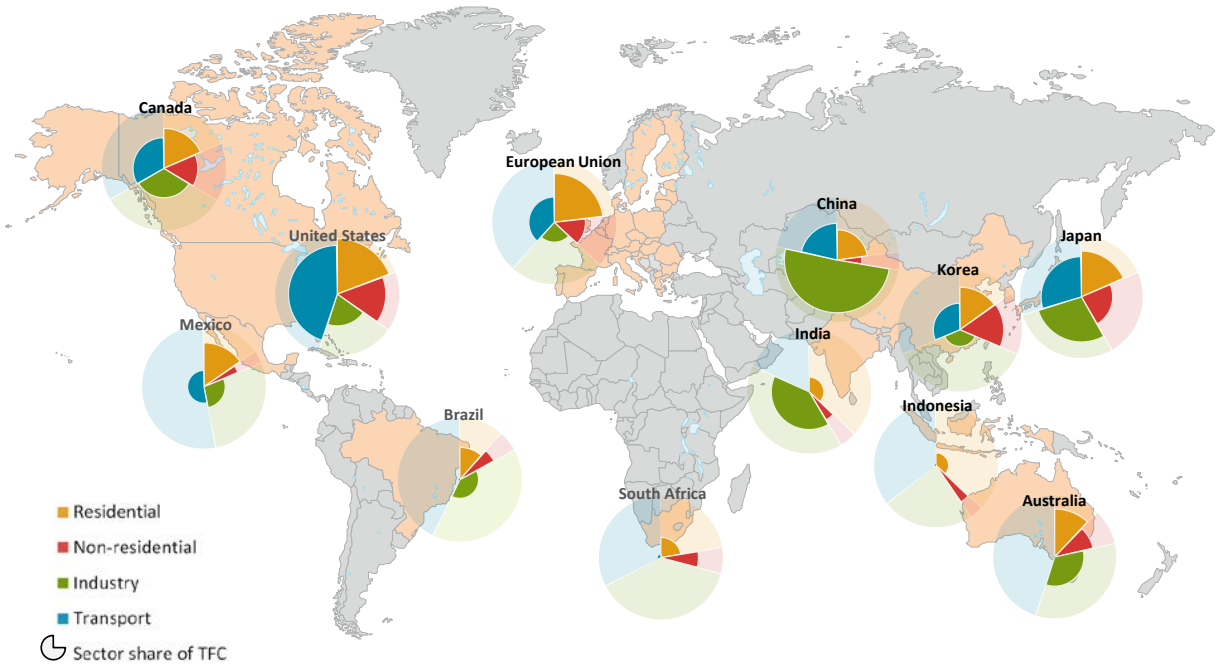 Canada
European Union
China
United States
Japan
Korea
Mexico
India
Indonesia
Brazil
South Africa
Australia
Residential
Non-residential
Industry
Transport
Sector share of TFC